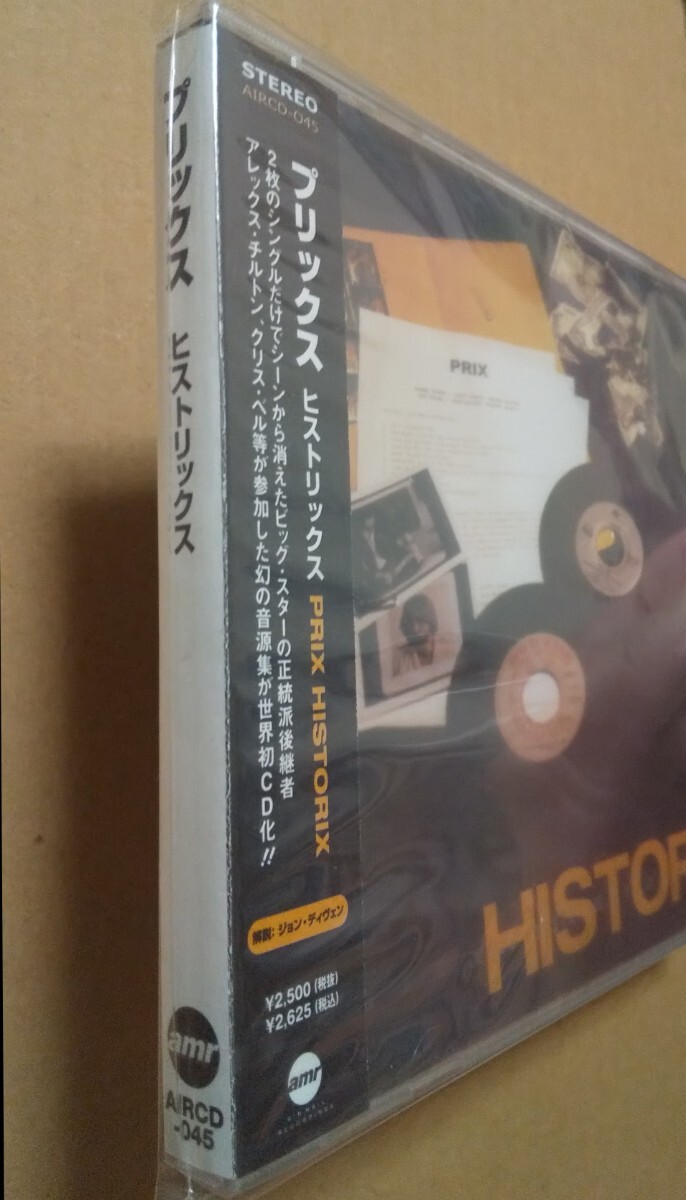 プリックス ヒストリックス
amr
AIRCD
-045
STEREO
AIRCD-045
プリックス ヒストリックス PRIX HISTORIX
2枚のシングルだけでシーンから消えたビッグ・スターの正統派後継者
アレックス・チルトン、クリス・ベル等が参加した幻の音源集が世界初CD化!!
解説:ジョン・ディヴェン
¥2,500(税抜)
¥2,625(税込)
amr
PRIX
HISTOR